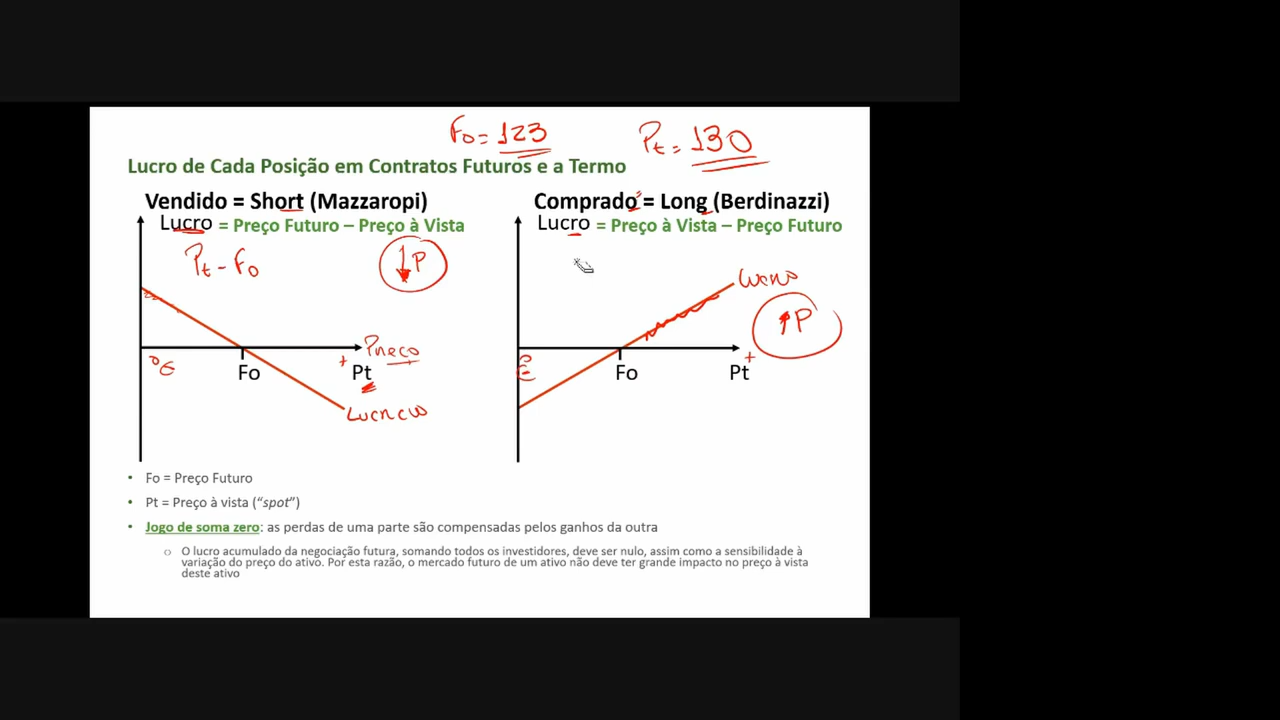 Fo = 123
Pt = 130
Lucro de Cada Posição em Contratos Futuros e a Termo
Vendido = Short (Mazzaropi)
Lucro = Preço Futuro – Preço à Vista
Pt - Fo
↓P
Preço
+
Fo
Pt
Comprado = Long (Berdinazzi)
Lucro = Preço à Vista – Preço Futuro
Lucro
↑P
+
Fo
Pt
• Fo = Preço Futuro
• Pt = Preço à vista (“spot”)
• Jogo de soma zero: as perdas de uma parte são compensadas pelos ganhos da outra
○ O lucro acumulado da negociação futura, somando todos os investidores, deve ser nulo, assim como a sensibilidade à
variação do preço do ativo. Por esta razão, o mercado futuro de um ativo não deve ter grande impacto no preço à vista
deste ativo